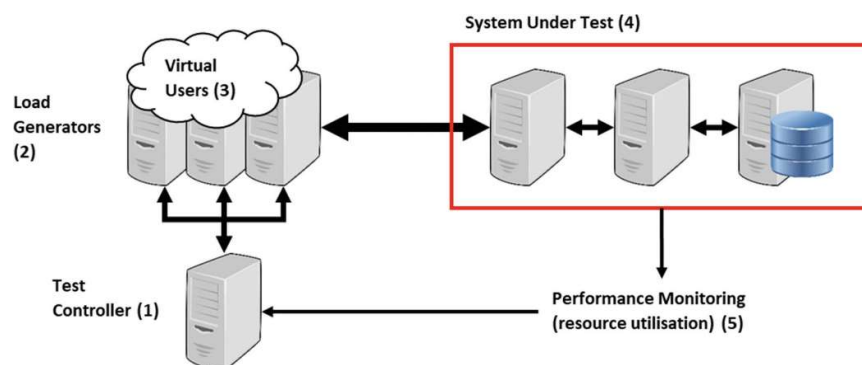 System Under Test (4)
Virtual
Users (3)
Load
Generators
(2)
Test
Controller (1)
Performance Monitoring
(resource utilisation) (5)